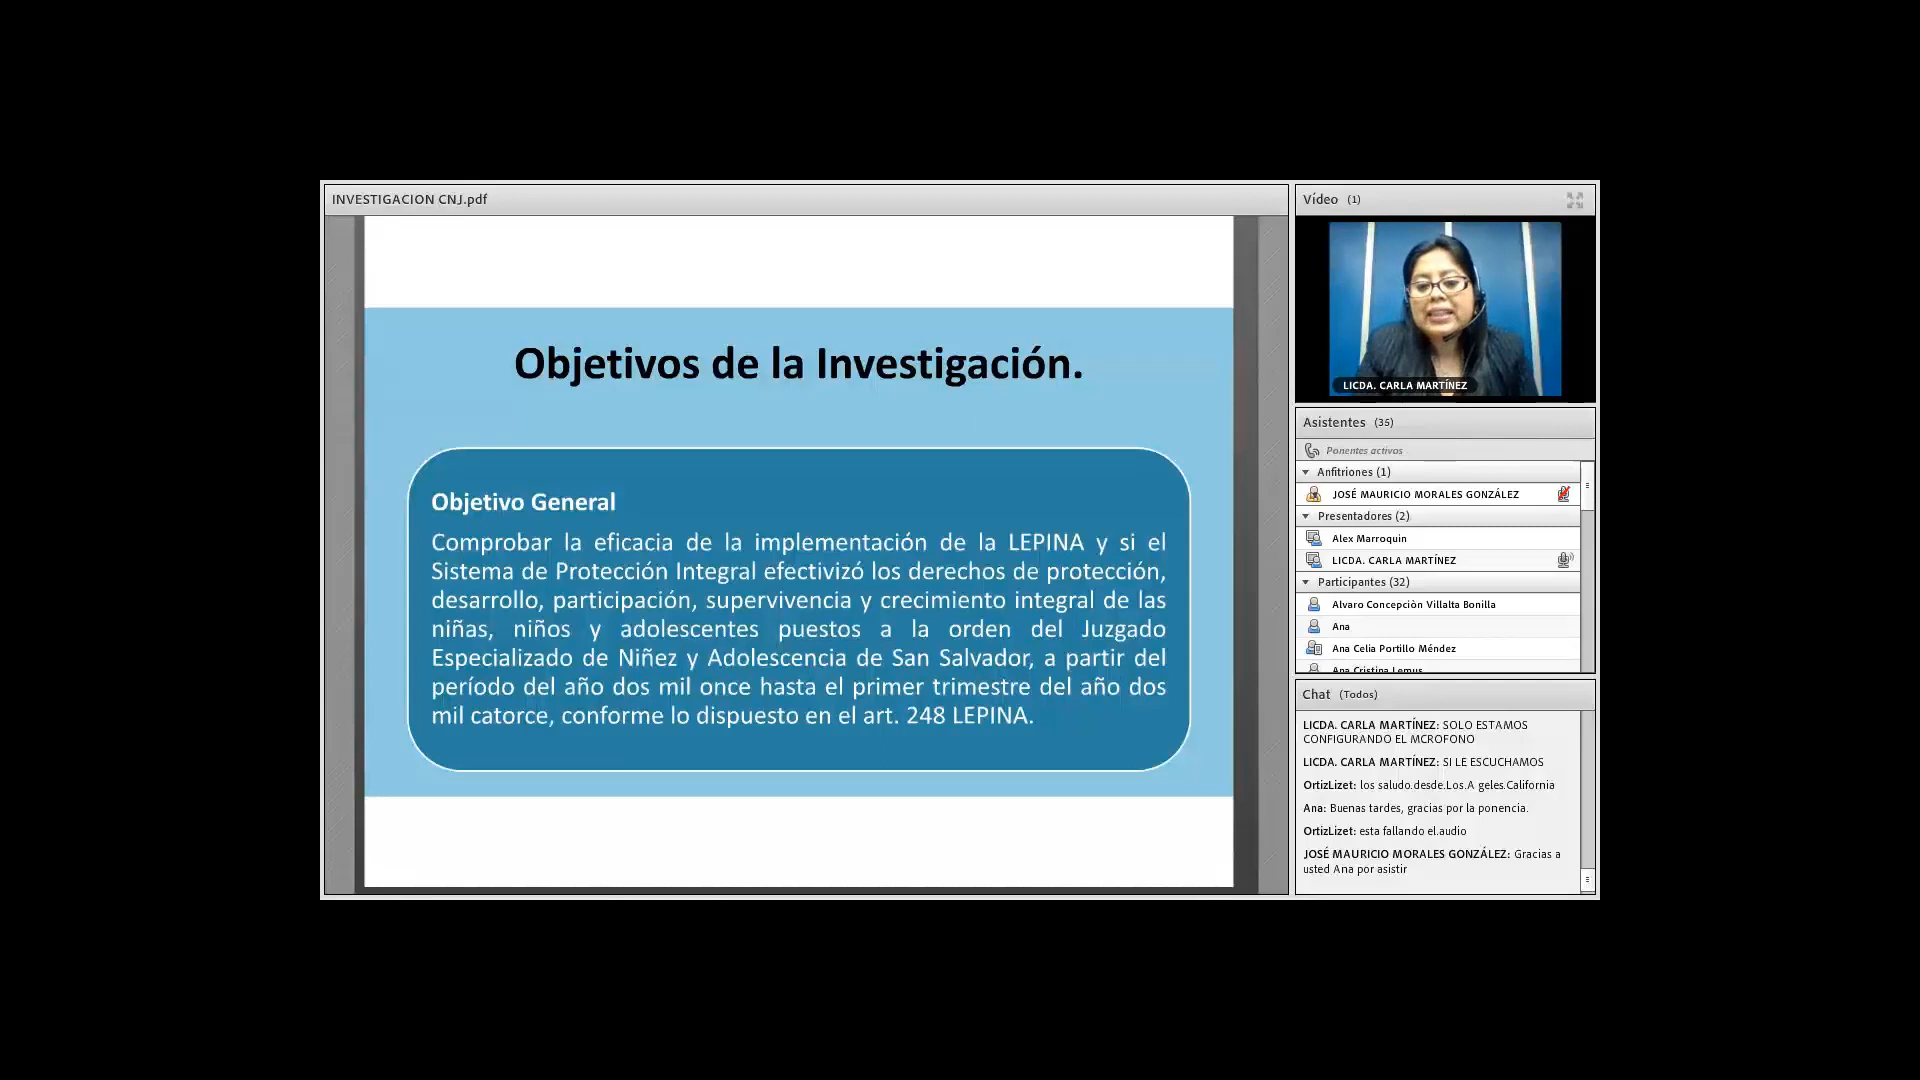 INVESTIGACION CNJ.pdf
Objetivos de la Investigación.
Objetivo General
Comprobar la eficacia de la implementación de la LEPINA y si el
Sistema de Protección Integral efectivizó los derechos de protección,
desarrollo, participación, supervivencia y crecimiento integral de las
niñas, niños y adolescentes puestos a la orden del Juzgado
Especializado de Niñez y Adolescencia de San Salvador, a partir del
período del año dos mil once hasta el primer trimestre del año dos
mil catorce, conforme lo dispuesto en el art. 248 LEPINA.
Vídeo (1)
LICDA. CARLA MARTÍNEZ
Asistentes (35)
Ponentes activos
Anfitriones (1)
JOSÉ MAURICIO MORALES GONZÁLEZ
Presentadores (2)
Alex Marroquin
LICDA. CARLA MARTÍNEZ
Participantes (32)
Alvaro Concepciòn Villalta Bonilla
Ana
Ana Celia Portillo Méndez
Ana Cristina Lemus
Chat (Todos)
LICDA. CARLA MARTÍNEZ: SOLO ESTAMOS
CONFIGURANDO EL MCROFONO
LICDA. CARLA MARTÍNEZ: SI LE ESCUCHAMOS
OrtizLizet: los saludo.desde.Los.A geles.California
Ana: Buenas tardes, gracias por la ponencia.
OrtizLizet: esta fallando el.audio
JOSÉ MAURICIO MORALES GONZÁLEZ: Gracias a
usted Ana por asistir